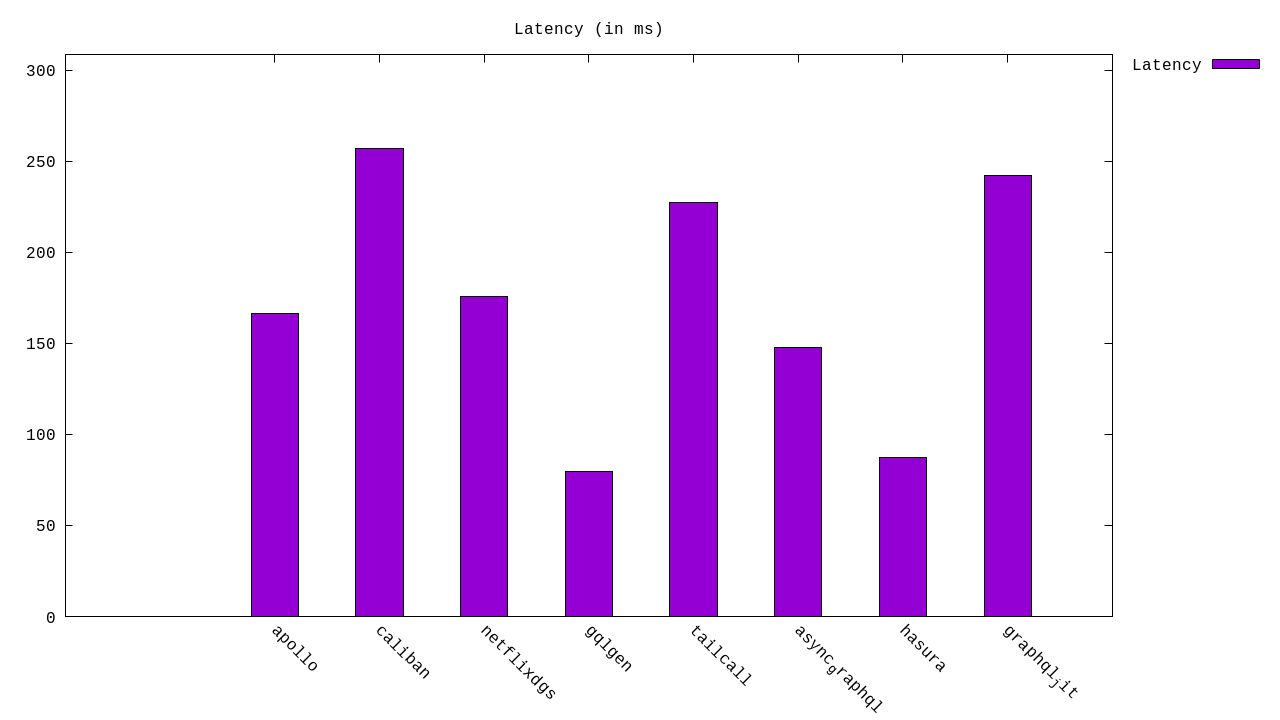 Latency (in ms)
Latency
300
250
200
150
100
50
0
apollo
caliban
netflixdgs
gqlgen
tailcall
async_graphql
hasura
graphql_jit